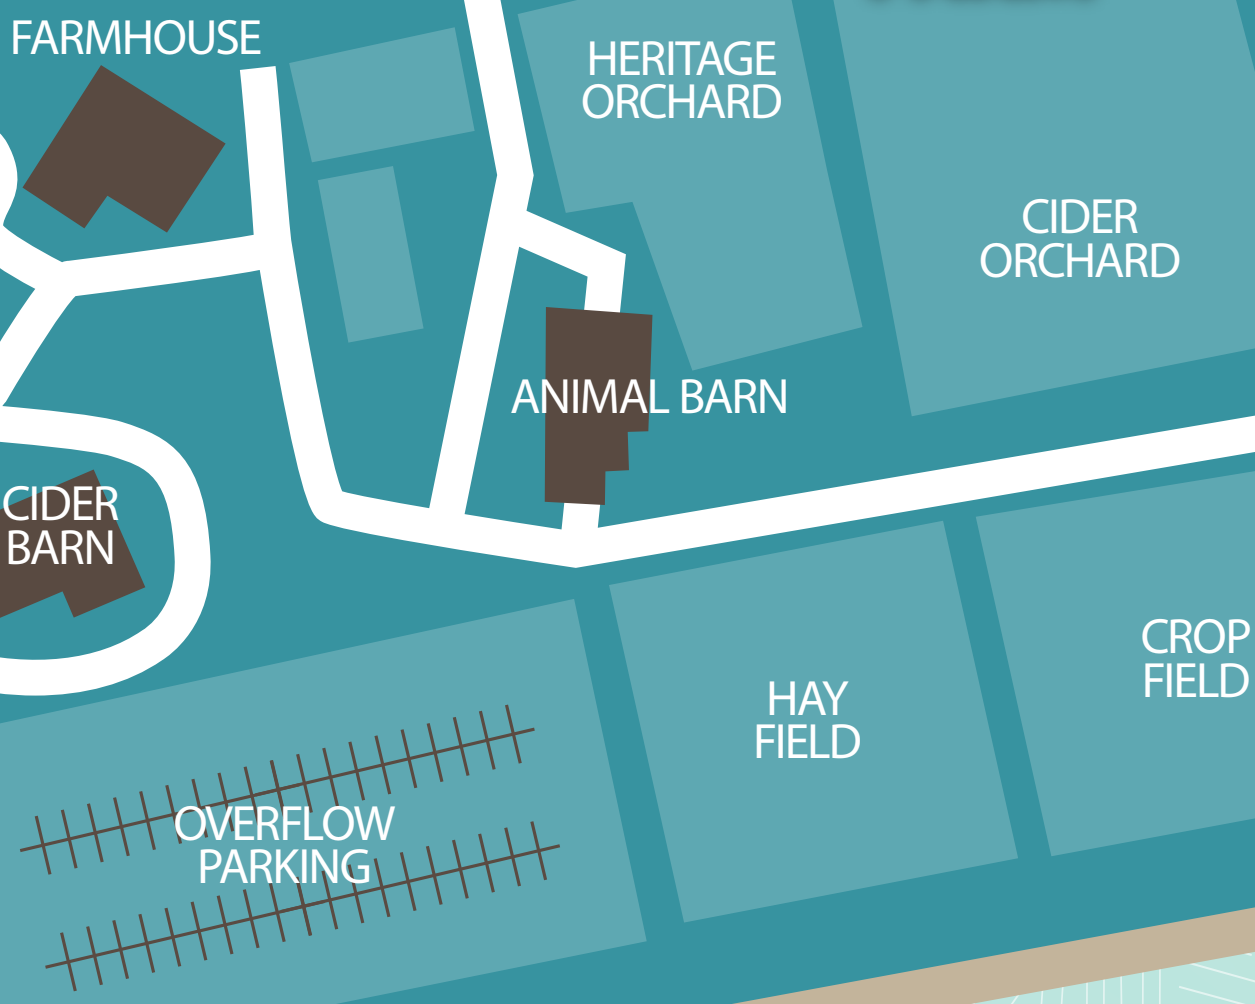 FARMHOUSE
HERITAGE
ORCHARD
CIDER
ORCHARD
ANIMAL BARN
CIDER
BARN
CROP
FIELD
HAY
FIELD
OVERFLOW
PARKING